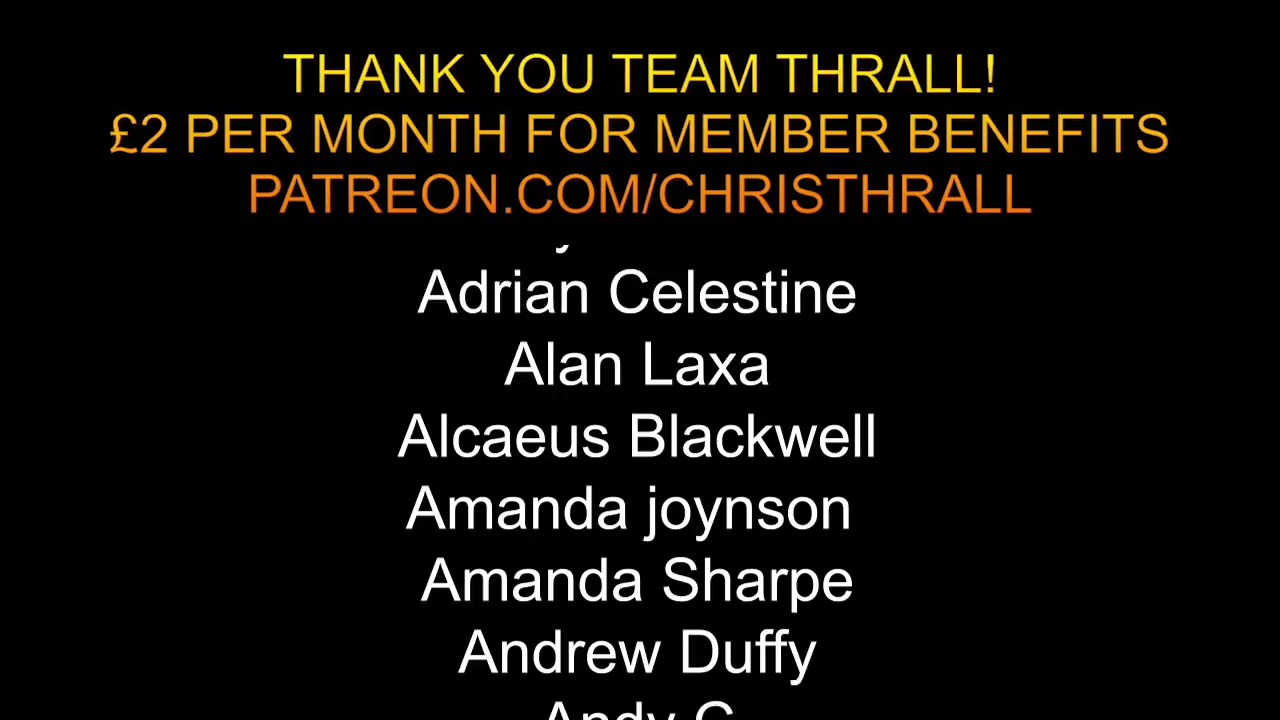 THANK YOU TEAM THRALL!
£2 PER MONTH FOR MEMBER BENEFITS
PATREON.COM/CHRISTHRALL
Adrian Celestine
Alan Laxa
Alcaeus Blackwell
Amanda joynson
Amanda Sharpe
Andrew Duffy
Andy C